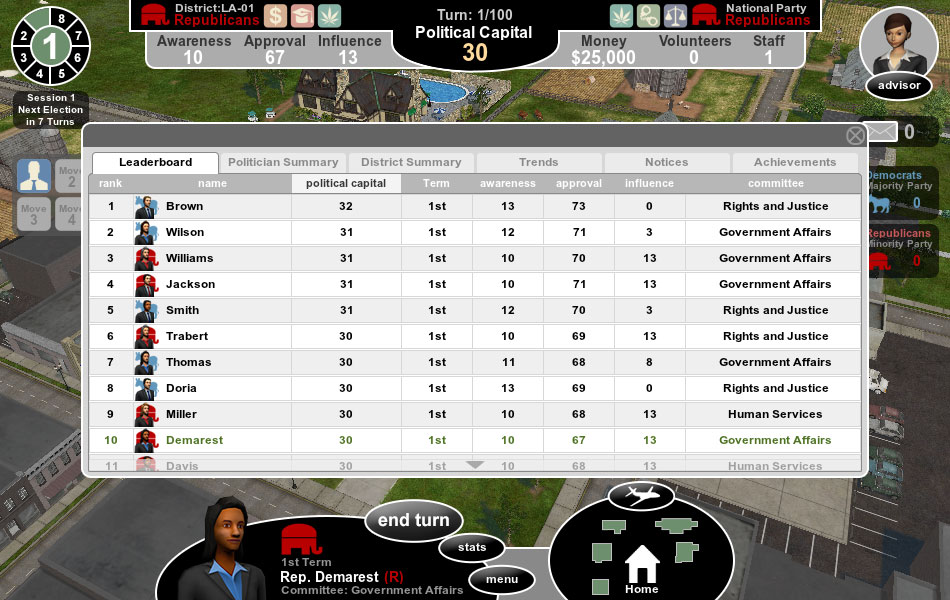 District:LA-01
Republicans
Turn: 1/100
National Party
Republicans
Awareness
10
Approval
67
Influence
13
Political Capital
30
Money
$25,000
Volunteers
0
Staff
1
advisor
8
7
6
5
4
3
2
1
Session 1
Next Election
in 7 Turns
0
Move
2
Move
3
Move
4
Democrats
Majority Party
0
Republicans
Minority Party
0
Leaderboard Politician Summary District Summary Trends Notices Achievements
rank name political capital Term awareness approval influence committee
1 Brown 32 1st 13 73 0 Rights and Justice
2 Wilson 31 1st 12 71 3 Government Affairs
3 Williams 31 1st 10 70 13 Government Affairs
4 Jackson 31 1st 10 71 13 Government Affairs
5 Smith 31 1st 12 70 3 Rights and Justice
6 Trabert 30 1st 10 69 13 Rights and Justice
7 Thomas 30 1st 11 68 8 Government Affairs
8 Doria 30 1st 13 69 0 Rights and Justice
9 Miller 30 1st 10 68 13 Human Services
10 Demarest 30 1st 10 67 13 Government Affairs
11 Davis 30 1st 10 68 13 Human Services
end turn
stats
menu
1st Term
Rep. Demarest (R)
Committee: Government Affairs
Home